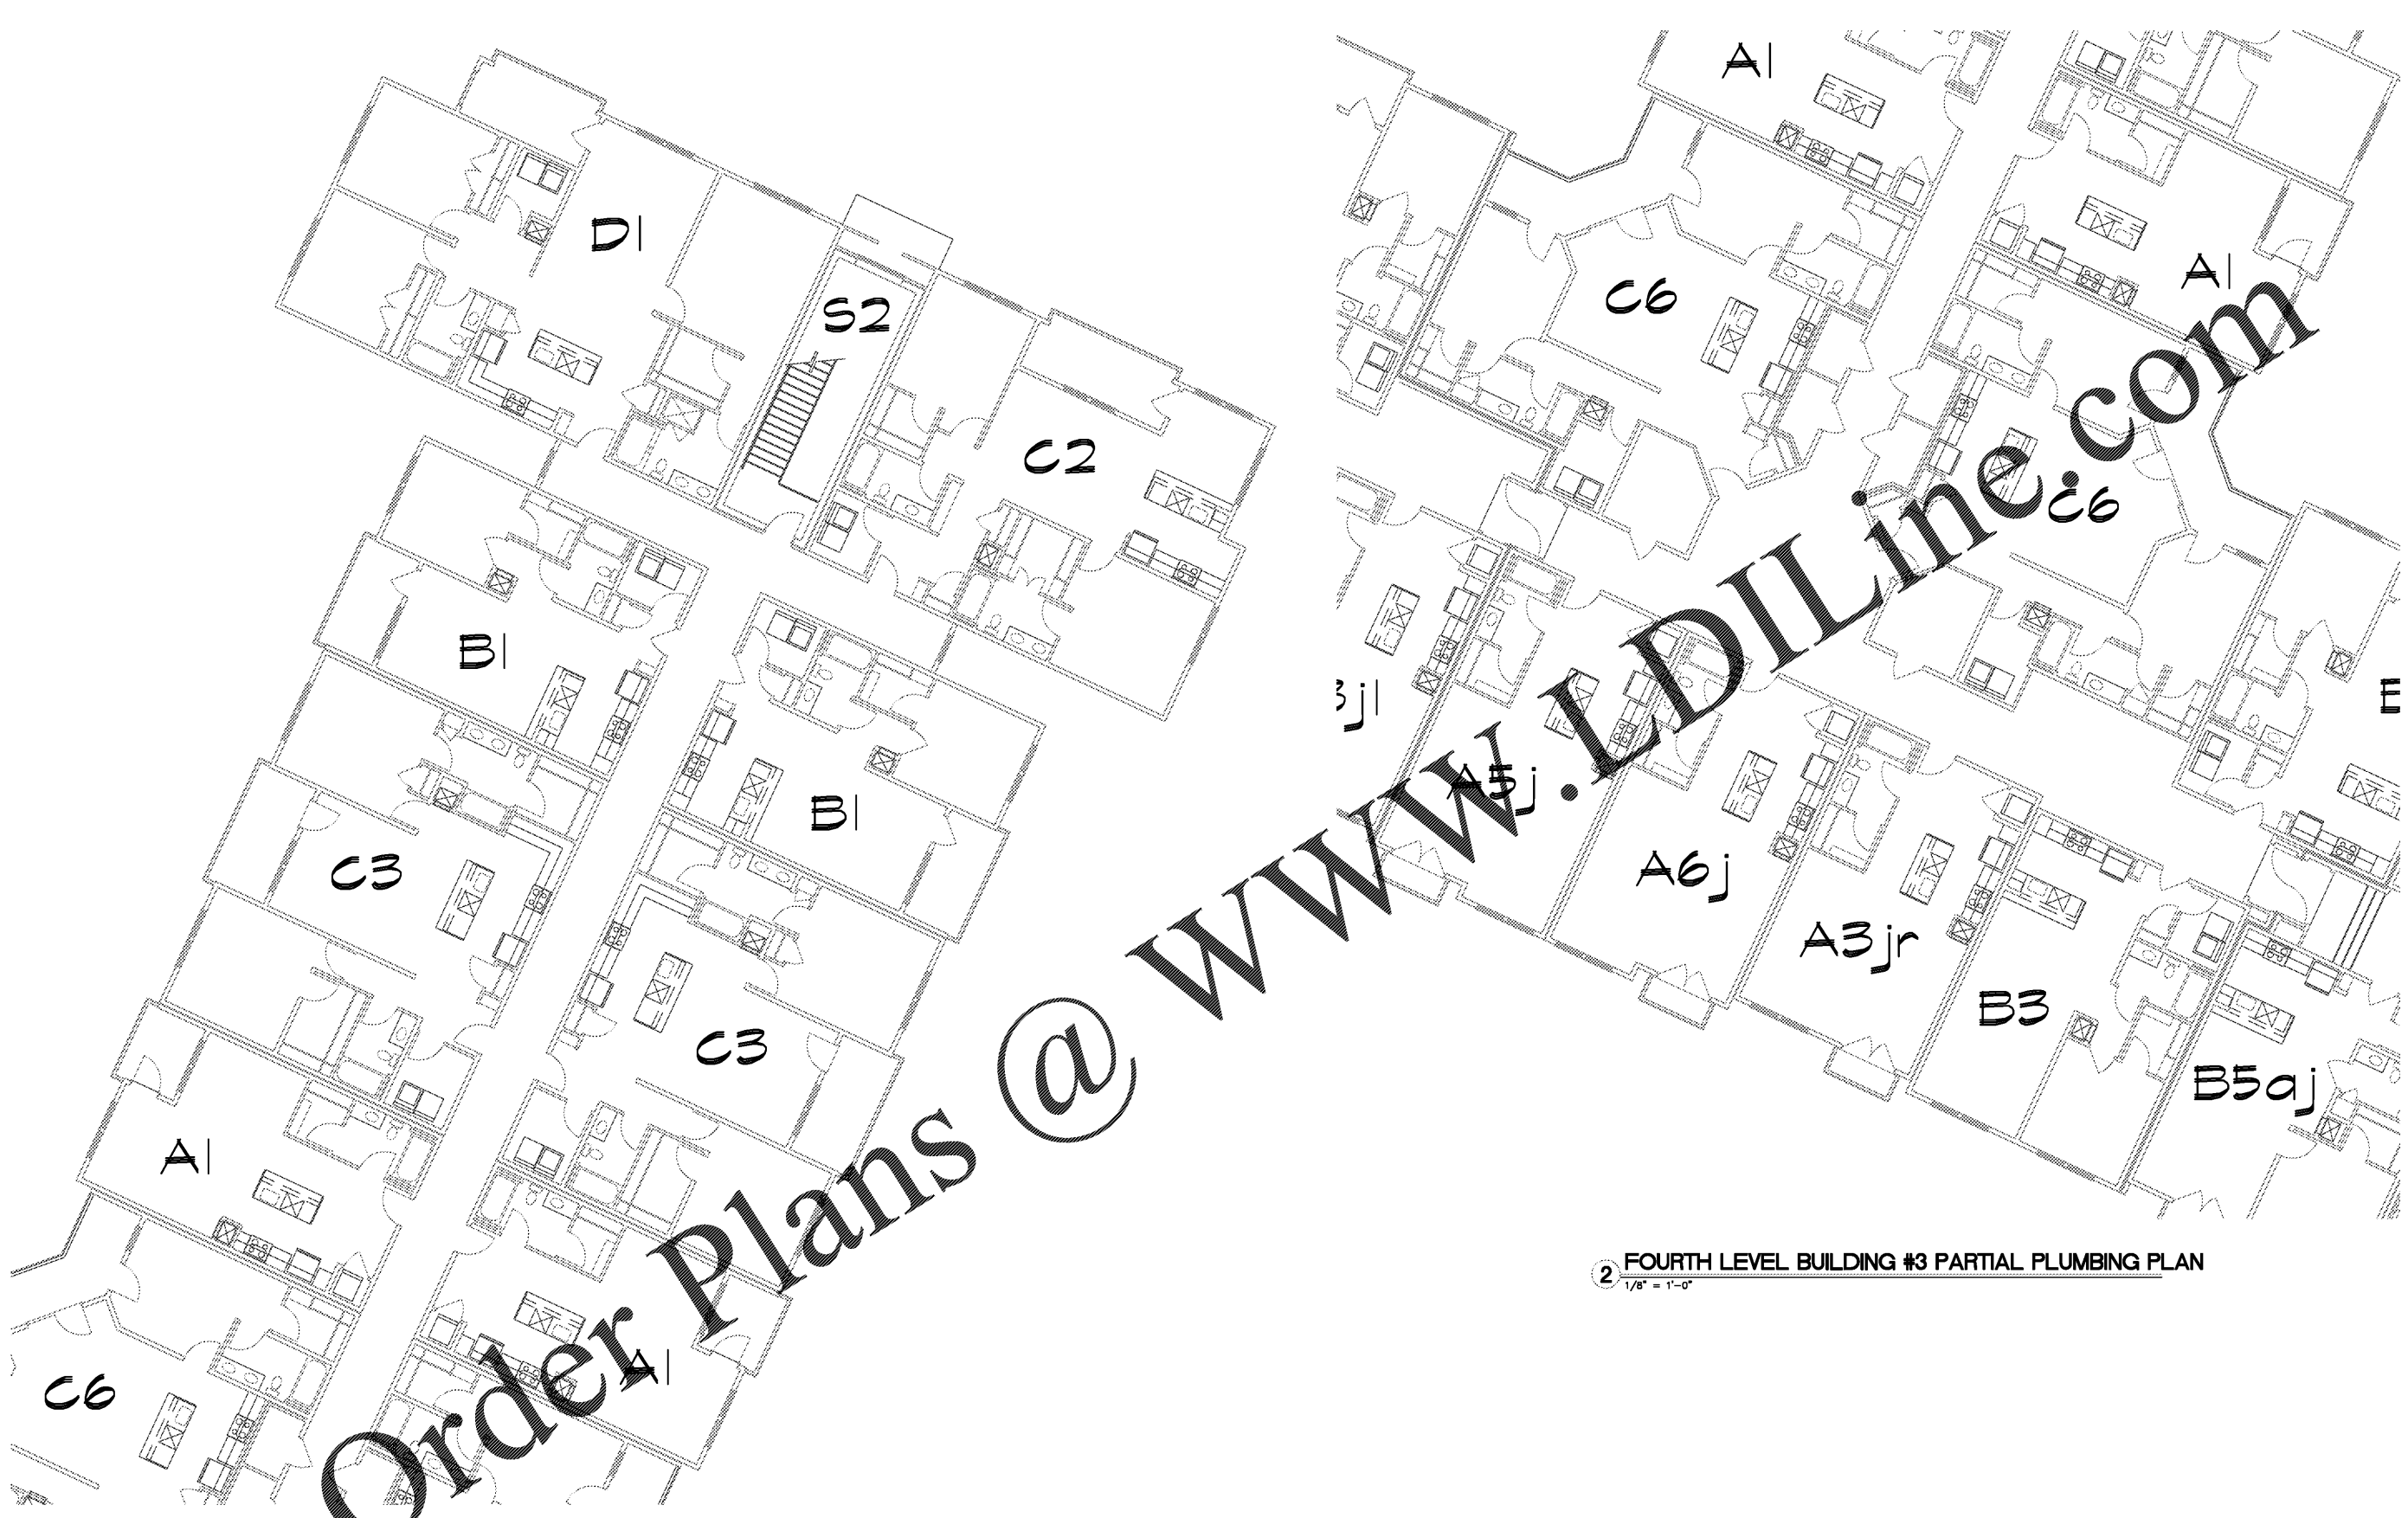 D1
S2
C2
B1
B1
C3
C3
A1
A1
C6
A1
A1
C6
C6
3jl
A5j
A6j
A3jr
B3
B5aj
Order Plans @ WWW.LDILine.com
2 FOURTH LEVEL BUILDING #3 PARTIAL PLUMBING PLAN
1/8" = 1'-0"